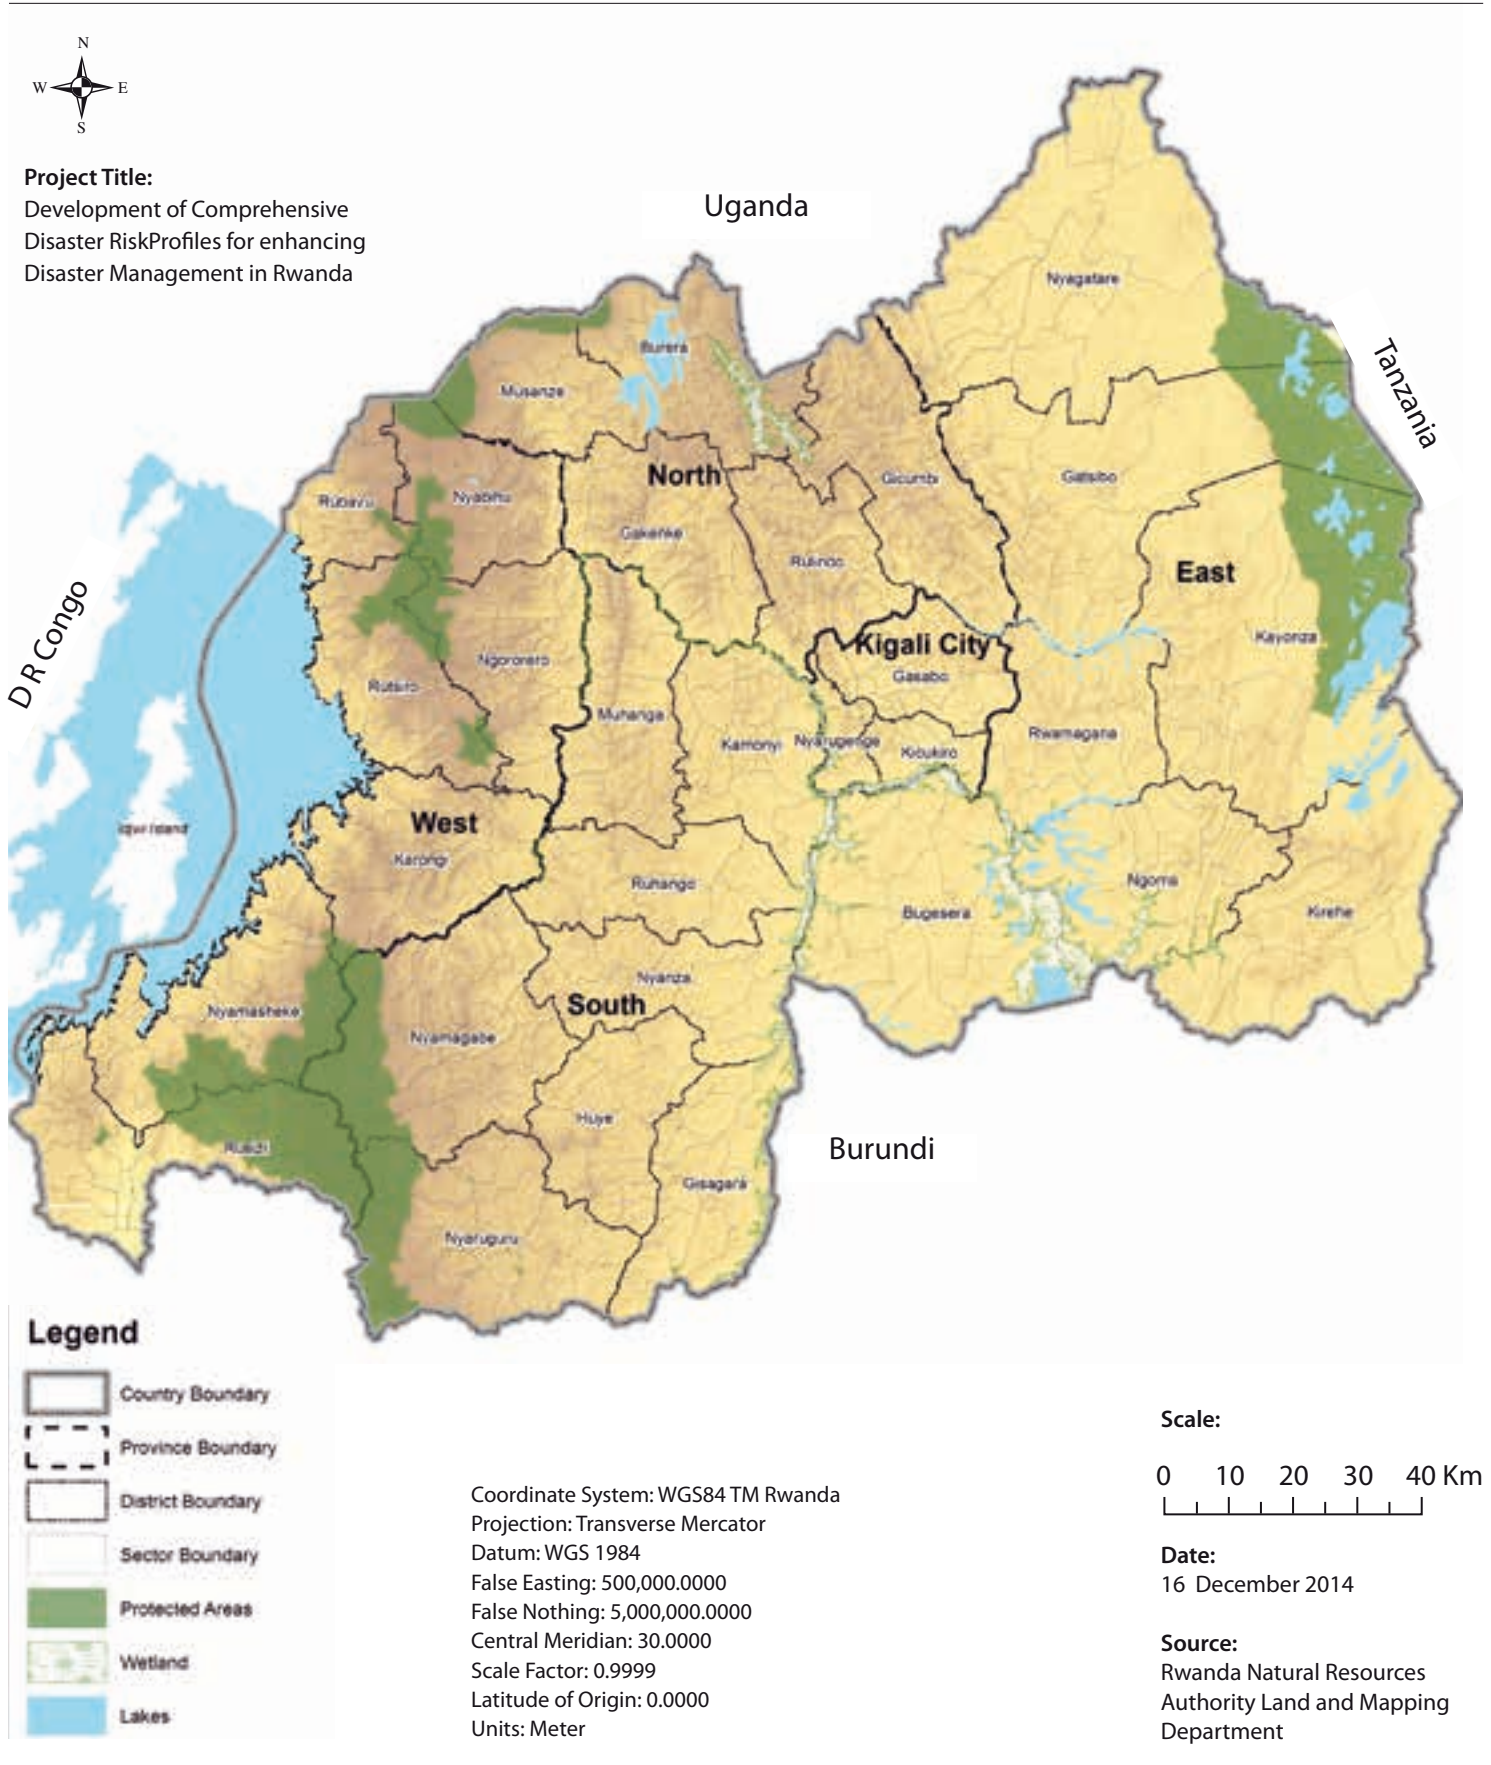 N
W
E
S
Project Title:
Development of Comprehensive
Disaster RiskProfiles for enhancing
Disaster Management in Rwanda
Uganda
Tanzania
D R Congo
Burundi
Nyagatare
Burera
Musanze
North
Gicumbi
Gatsibo
Rubavu
Nyabihu
Gakenke
Rulindo
East
Kayonza
Kigali City
Gasabo
Ngororero
Rutsiro
Muhanga
Kamonyi
Nyarugenge
Kicukiro
Rwamagana
West
Idjwi Island
Karongi
Ruhango
Bugesera
Ngoma
Kirehe
Nyanza
South
Nyamasheke
Nyamagabe
Huye
Rusizi
Gisagara
Nyaruguru
Legend
Country Boundary
Province Boundary
District Boundary
Sector Boundary
Protected Areas
Wetland
Lakes
Coordinate System: WGS84 TM Rwanda
Projection: Transverse Mercator
Datum: WGS 1984
False Easting: 500,000.0000
False Nothing: 5,000,000.0000
Central Meridian: 30.0000
Scale Factor: 0.9999
Latitude of Origin: 0.0000
Units: Meter
Scale:
0 10 20 30 40 Km
Date:
16 December 2014
Source:
Rwanda Natural Resources
Authority Land and Mapping
Department